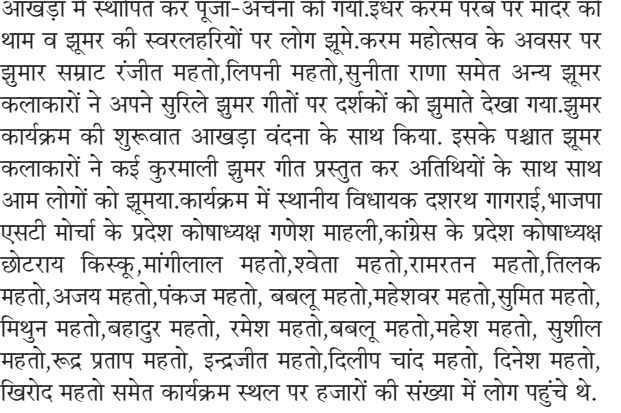 आखड़ा में स्थापित कर पूजा-अर्चना की गयी.इधर करम परब पर मांदर की
थाम व झूमर की स्वरलहरियों पर लोग झूमे.करम महोत्सव के अवसर पर
झुमार सम्राट रंजीत महतो,लिपनी महतो,सुनीता राणा समेत अन्य झूमर
कलाकारों ने अपने सुरिले झुमर गीतों पर दर्शकों को झुमाते देखा गया.झुमर
कार्यक्रम की शुरूवात आखड़ा वंदना के साथ किया. इसके पश्चात झूमर
कलाकारों ने कई कुरमाली झुमर गीत प्रस्तुत कर अतिथियों के साथ साथ
आम लोगों को झूमया.कार्यक्रम में स्थानीय विधायक दशरथ गागराई,भाजपा
एसटी मोर्चा के प्रदेश कोषाध्यक्ष गणेश माहली,कांग्रेस के प्रदेश कोषाध्यक्ष
छोटराय किस्कू,मांगीलाल महतो,श्वेता महतो,रामरतन महतो,तिलक
महतो,अजय महतो,पंकज महतो, बबलू महतो,महेशवर महतो,सुमित महतो,
मिथुन महतो,बहादुर महतो, रमेश महतो,बबलू महतो,महेश महतो, सुशील
महतो,रूद्र प्रताप महतो, इन्द्रजीत महतो,दिलीप चांद महतो, दिनेश महतो,
खिरोद महतो समेत कार्यक्रम स्थल पर हजारों की संख्या में लोग पहुंचे थे.